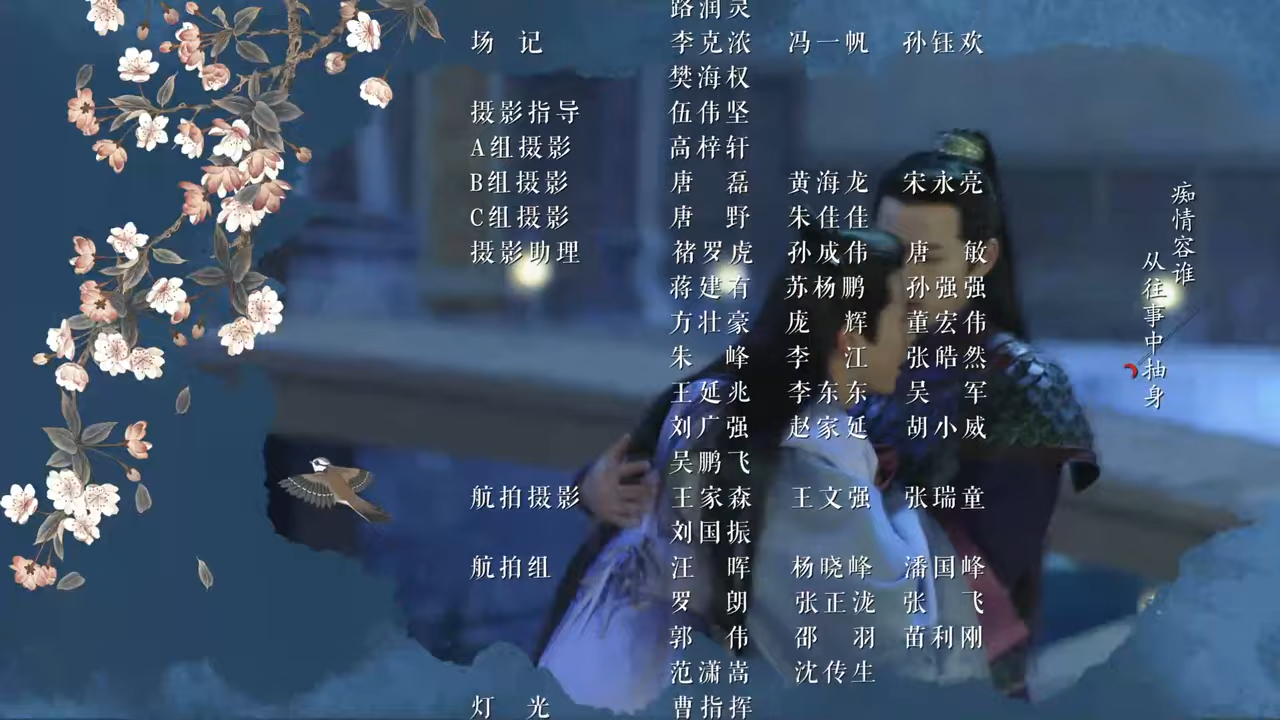 路润灵
场 记 李克浓 冯一帆 孙钰欢
樊海权
摄影指导 伍伟坚
A组摄影 高梓轩
B组摄影 唐 磊 黄海龙 宋永亮
C组摄影 唐 野 朱佳佳
摄影助理 褚罗虎 孙成伟 唐 敏
蒋建有 苏杨鹏 孙强强
方壮豪 庞 辉 董宏伟
朱 峰 李 江 张皓然
王延兆 李东东 吴 军
刘广强 赵家延 胡小威
吴鹏飞
航拍摄影 王家森 王文强 张瑞童
刘国振
航拍组 汪 晖 杨晓峰 潘国峰
罗 朗 张正泷 张 飞
郭 伟 邵 羽 苗利刚
范潇嵩 沈传生
灯 光 曹指挥
痴情容谁
从往事中抽身